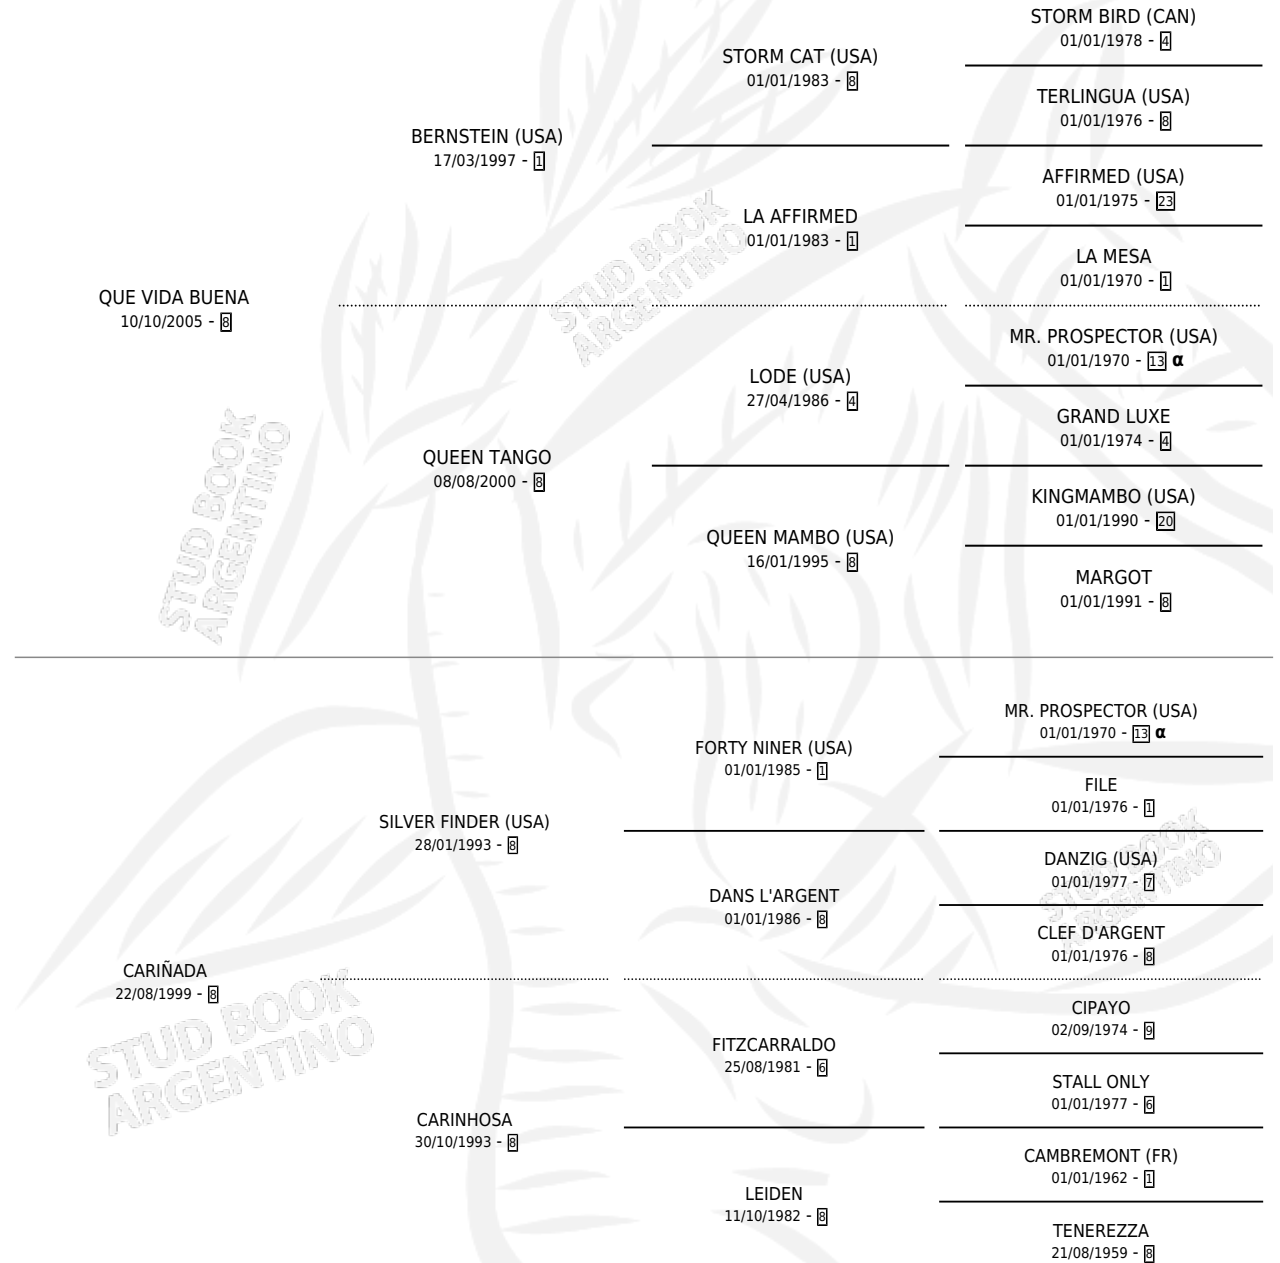 STORM BIRD (CAN)
01/01/1978 - 4
STORM CAT (USA)
01/01/1983 - 8
TERLINGUA (USA)
01/01/1976 - 8
BERNSTEIN (USA)
17/03/1997 - 1
AFFIRMED (USA)
01/01/1975 - 23
LA AFFIRMED
01/01/1983 - 1
LA MESA
01/01/1970 - 1
QUE VIDA BUENA
10/10/2005 - 8
MR. PROSPECTOR (USA)
01/01/1970 - 13 α
LODE (USA)
27/04/1986 - 4
GRAND LUXE
01/01/1974 - 4
QUEEN TANGO
08/08/2000 - 8
KINGMAMBO (USA)
01/01/1990 - 20
QUEEN MAMBO (USA)
16/01/1995 - 8
MARGOT
01/01/1991 - 8
MR. PROSPECTOR (USA)
01/01/1970 - 13 α
FORTY NINER (USA)
01/01/1985 - 1
FILE
01/01/1976 - 1
SILVER FINDER (USA)
28/01/1993 - 8
DANZIG (USA)
01/01/1977 - 7
DANS L'ARGENT
01/01/1986 - 8
CLEF D'ARGENT
01/01/1976 - 8
CARIÑADA
22/08/1999 - 8
CIPAYO
02/09/1974 - 9
FITZCARRALDO
25/08/1981 - 6
STALL ONLY
01/01/1977 - 6
CARINHOSA
30/10/1993 - 8
CAMBREMONT (FR)
01/01/1962 - 1
LEIDEN
11/10/1982 - 8
TENEREZZA
21/08/1959 - 8
STUD BOOK
ARGENTINO
STUD BOOK
ARGENTINO
STUD BOOK
ARGENTINO
STUD BOOK
ARGENTINO